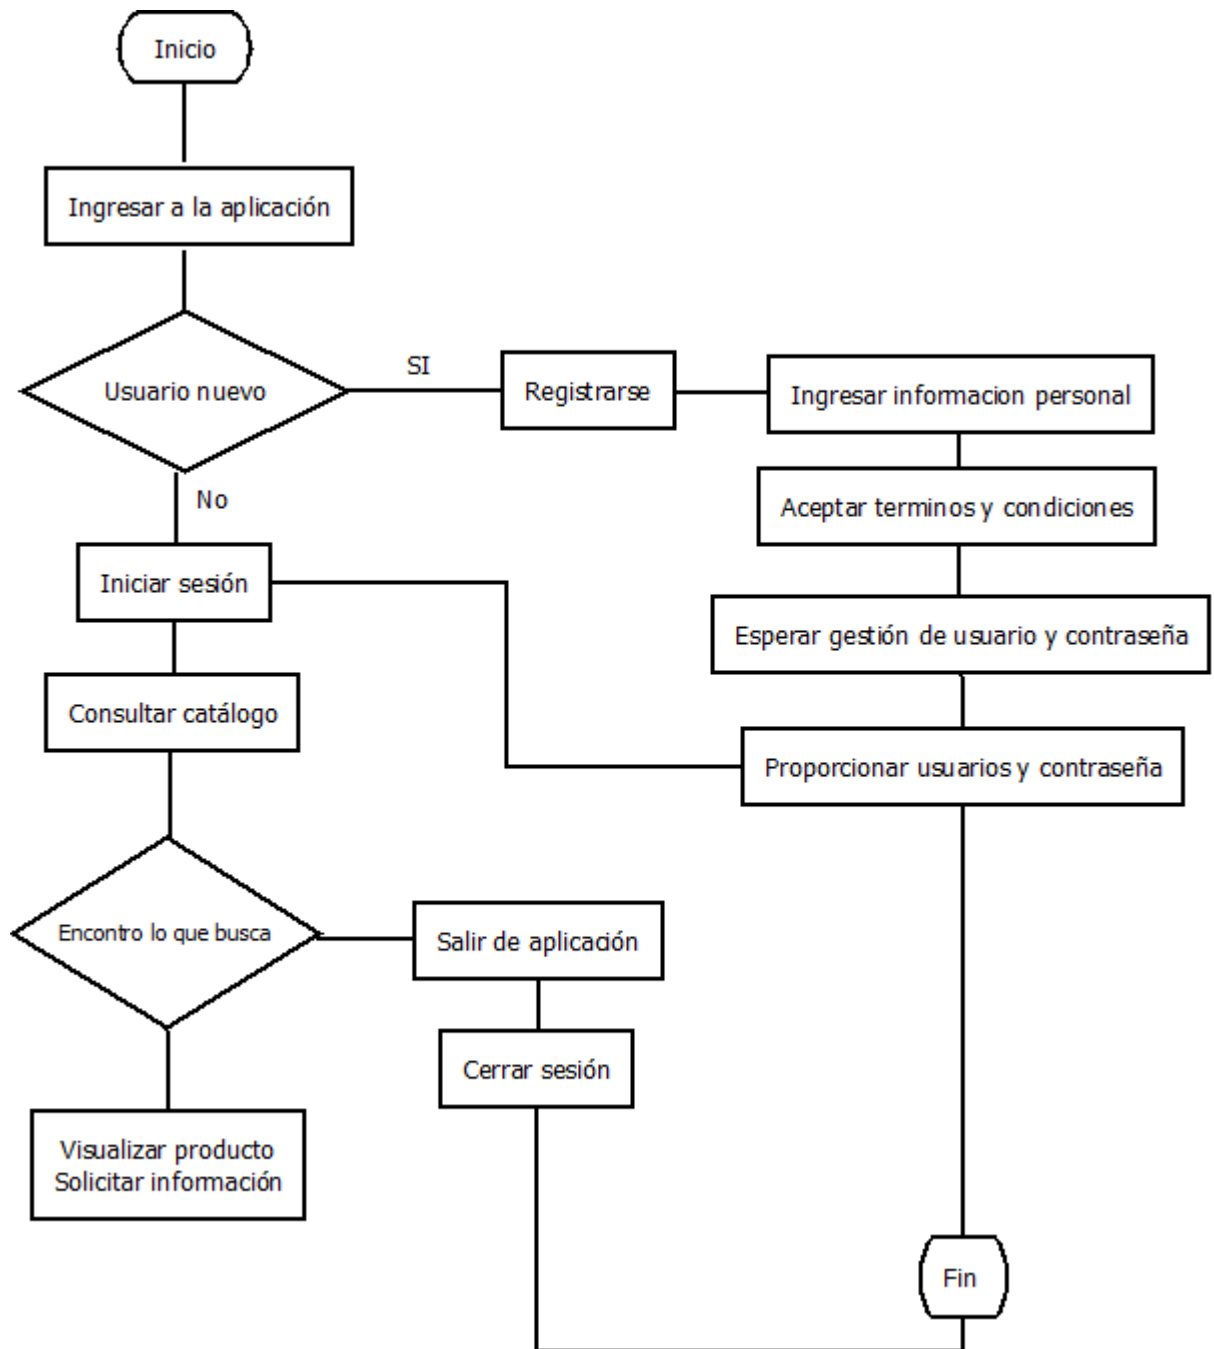 Inicio
Ingresar a la aplicación
Usuario nuevo
SI
Registrarse
Ingresar informacion personal
Aceptar terminos y condiciones
No
Iniciar sesión
Esperar gestión de usuario y contraseña
Consultar catálogo
Proporcionar usuarios y contraseña
Encontro lo que busca
Salir de aplicación
Cerrar sesión
Visualizar producto
Solicitar información
Fin